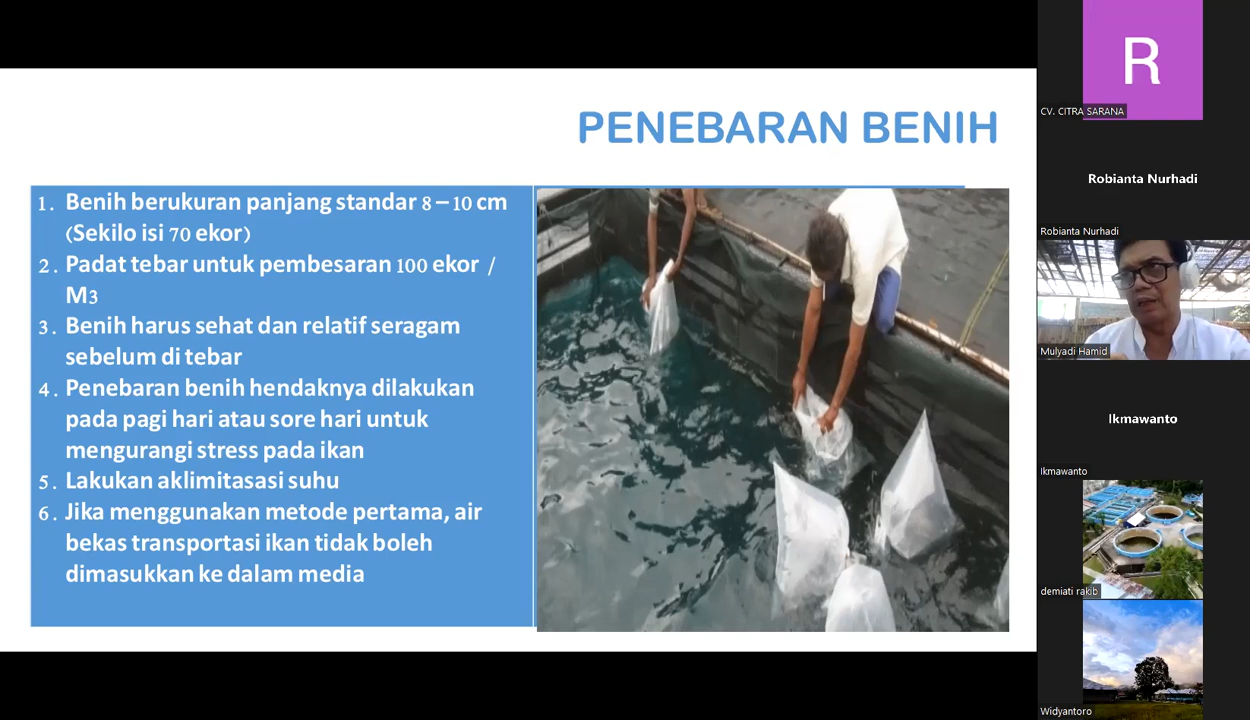 PENEBARAN BENIH
1. Benih berukuran panjang standar 8 – 10 cm
(Sekilo isi 70 ekor)
2. Padat tebar untuk pembesaran 100 ekor /
M3
3. Benih harus sehat dan relatif seragam
sebelum di tebar
4. Penebaran benih hendaknya dilakukan
pada pagi hari atau sore hari untuk
mengurangi stress pada ikan
5. Lakukan aklimitasasi suhu
6. Jika menggunakan metode pertama, air
bekas transportasi ikan tidak boleh
dimasukkan ke dalam media
R
CV. CITRA SARANA
Robianta Nurhadi
Robianta Nurhadi
Mulyadi Hamid
Ikmawanto
Ikmawanto
demiati rakib
Widyantoro